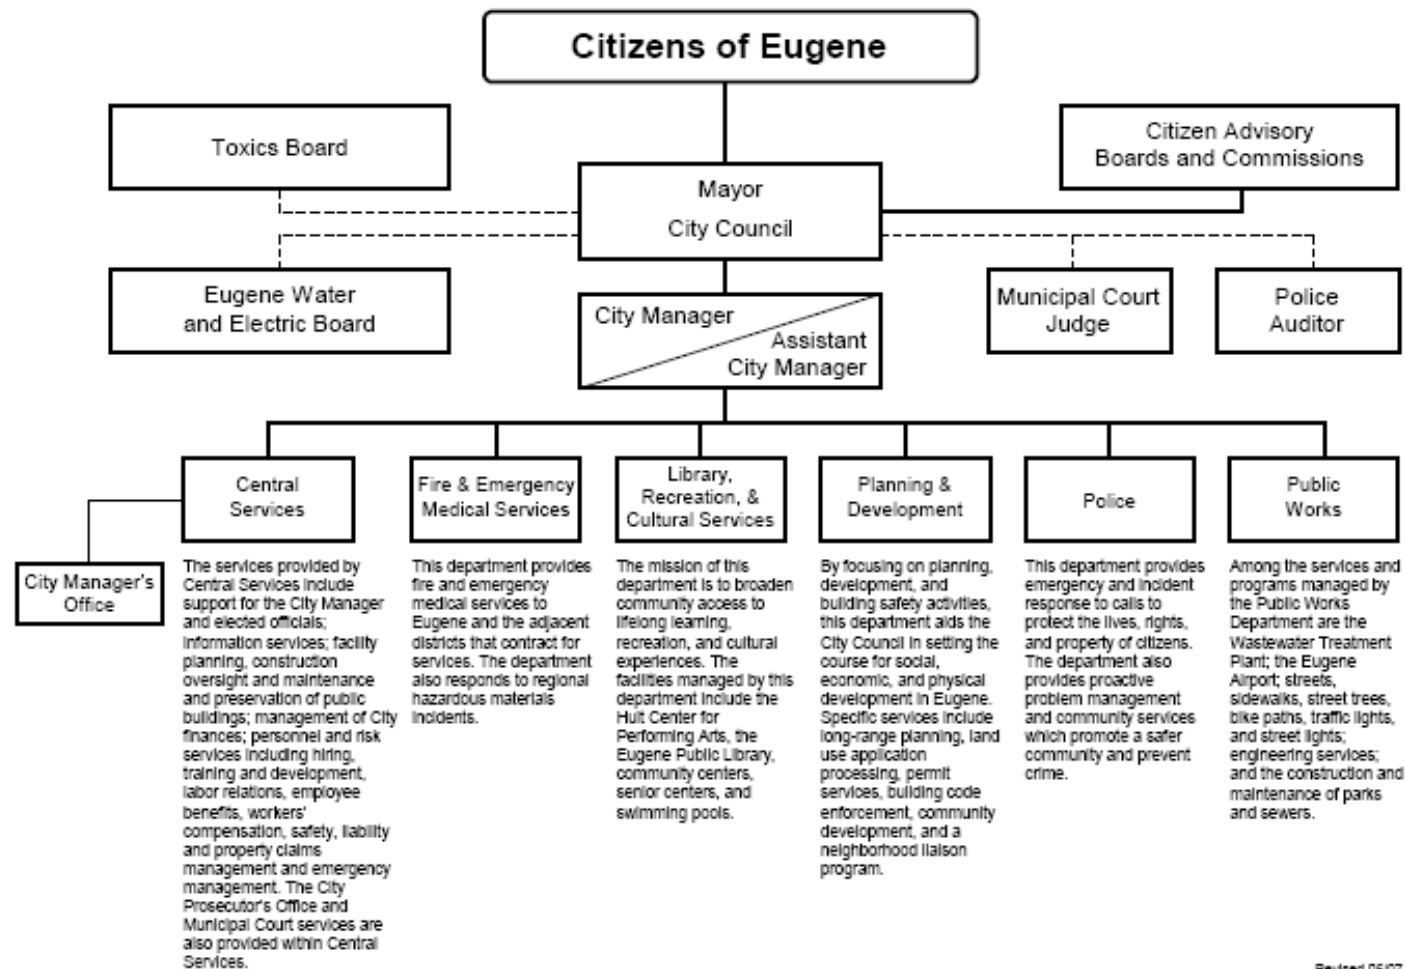 Citizens of Eugene
Toxics Board
Citizen Advisory
Boards and Commissions
Mayor
City Council
Eugene Water
and Electric Board
Municipal Court
Judge
Police
Auditor
City Manager
Assistant
City Manager
Central
Services
Fire & Emergency
Medical Services
Library,
Recreation, &
Cultural Services
Planning &
Development
Police
Public
Works
City Manager's
Office
The services provided by
Central Services include
support for the City Manager
and elected officials;
information services; facility
planning, construction
oversight and maintenance
and preservation of public
buildings; management of City
finances; personnel and risk
services including hiring,
training and development,
labor relations, employee
benefits, workers'
compensation, safety, liability
and property claims
management and emergency
management. The City
Prosecutor's Office and
Municipal Court services are
also provided within Central
Services.
This department provides
fire and emergency
medical services to
Eugene and the adjacent
districts that contract for
services. The department
also responds to regional
hazardous materials
incidents.
The mission of this
department is to broaden
community access to
lifelong learning,
recreation, and cultural
experiences. The
facilities managed by this
department include the
Hult Center for
Performing Arts, the
Eugene Public Library,
community centers,
senior centers, and
swimming pools.
By focusing on planning,
development, and
building safety activities,
this department aids the
City Council in setting the
course for social,
economic, and physical
development in Eugene.
Specific services include
long-range planning, land
use application
processing, permit
services, building code
enforcement, community
development, and a
neighborhood liaison
program.
This department provides
emergency and incident
response to calls to
protect the lives, rights,
and property of citizens.
The department also
provides proactive
problem management
and community services
which promote a safer
community and prevent
crime.
Among the services and
programs managed by
the Public Works
Department are the
Wastewater Treatment
Plant; the Eugene
Airport; streets,
sidewalks, street trees,
bike paths, traffic lights,
and street lights;
engineering services;
and the construction and
maintenance of parks
and sewers.
Revised